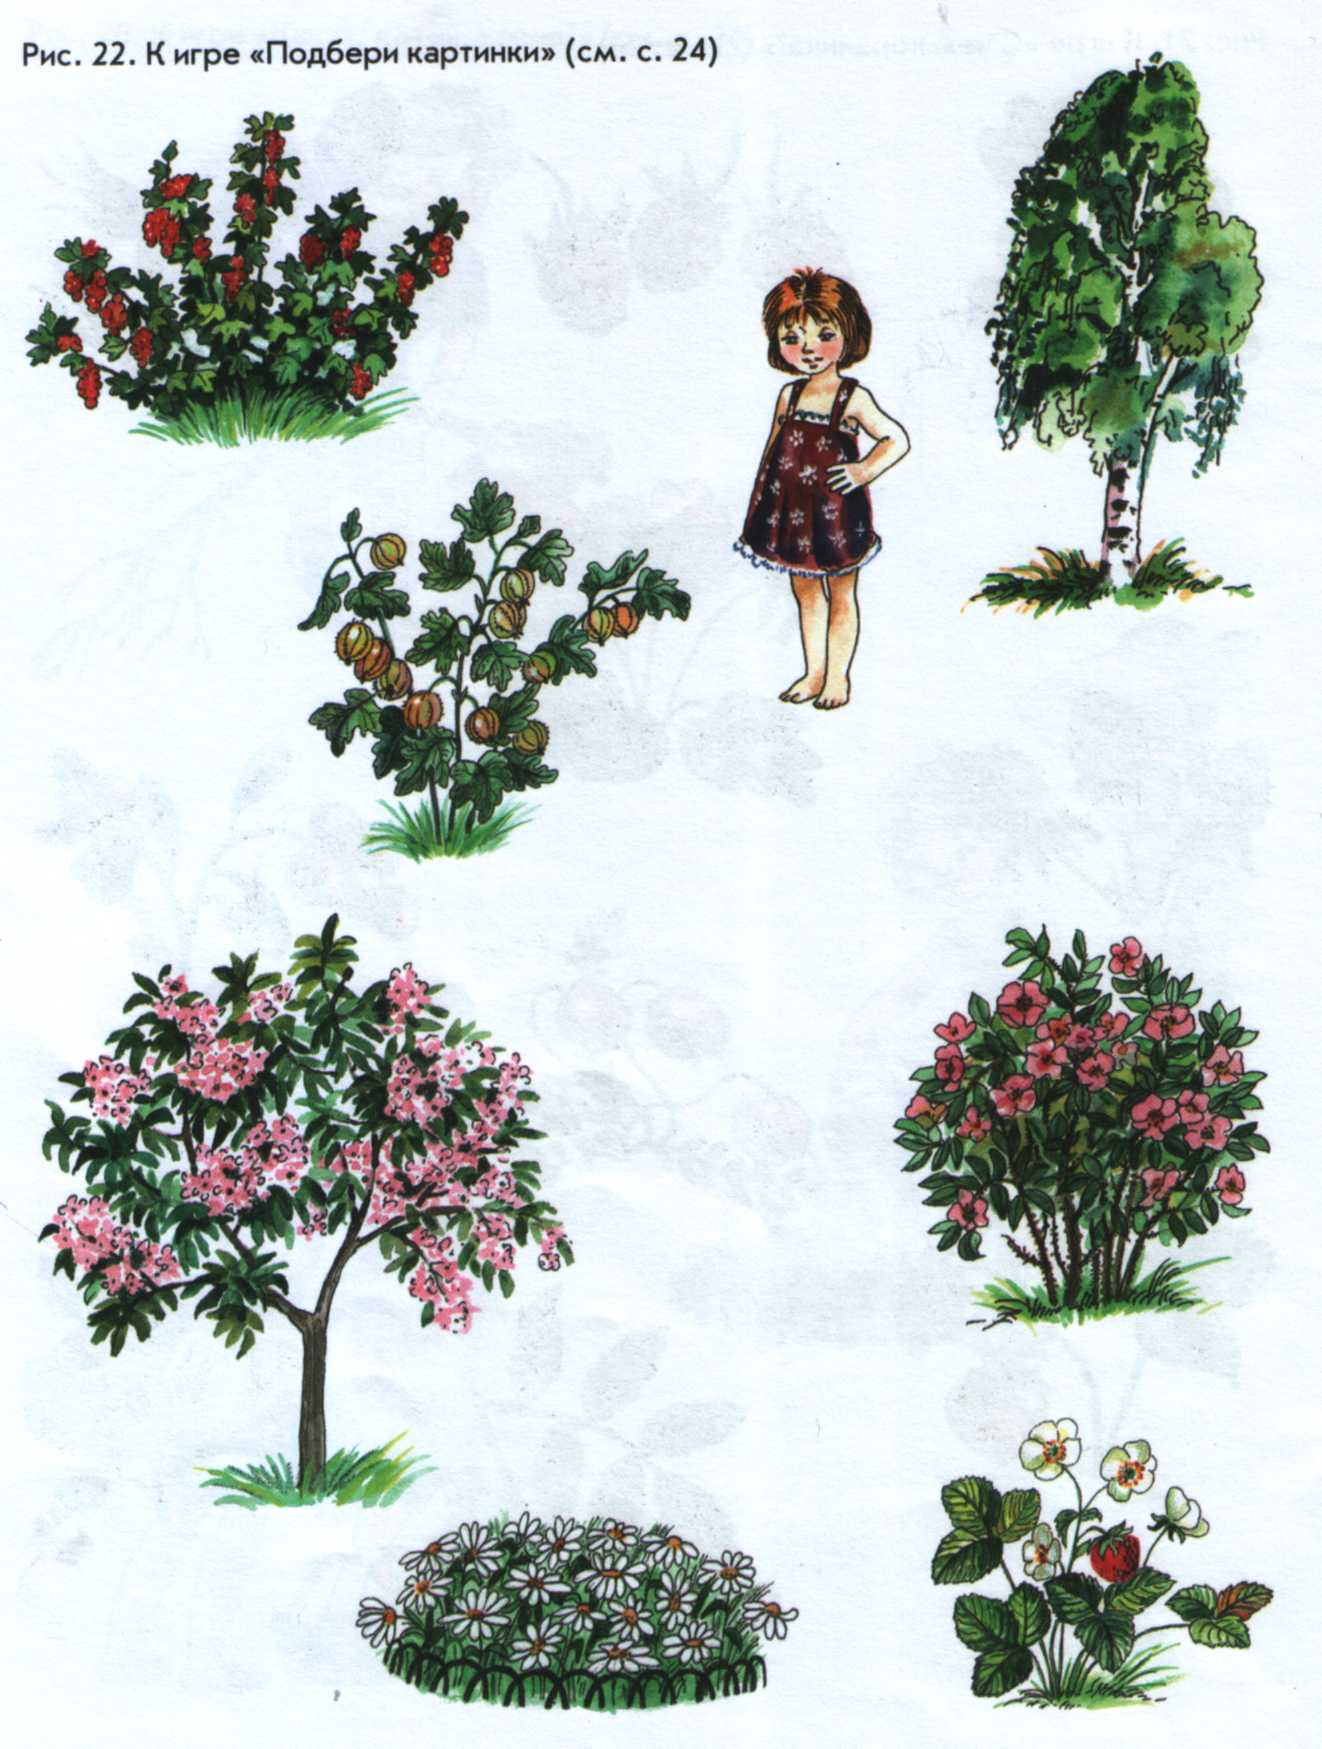 Рис. 22. К игре «Подбери картинки» (см. с. 24)